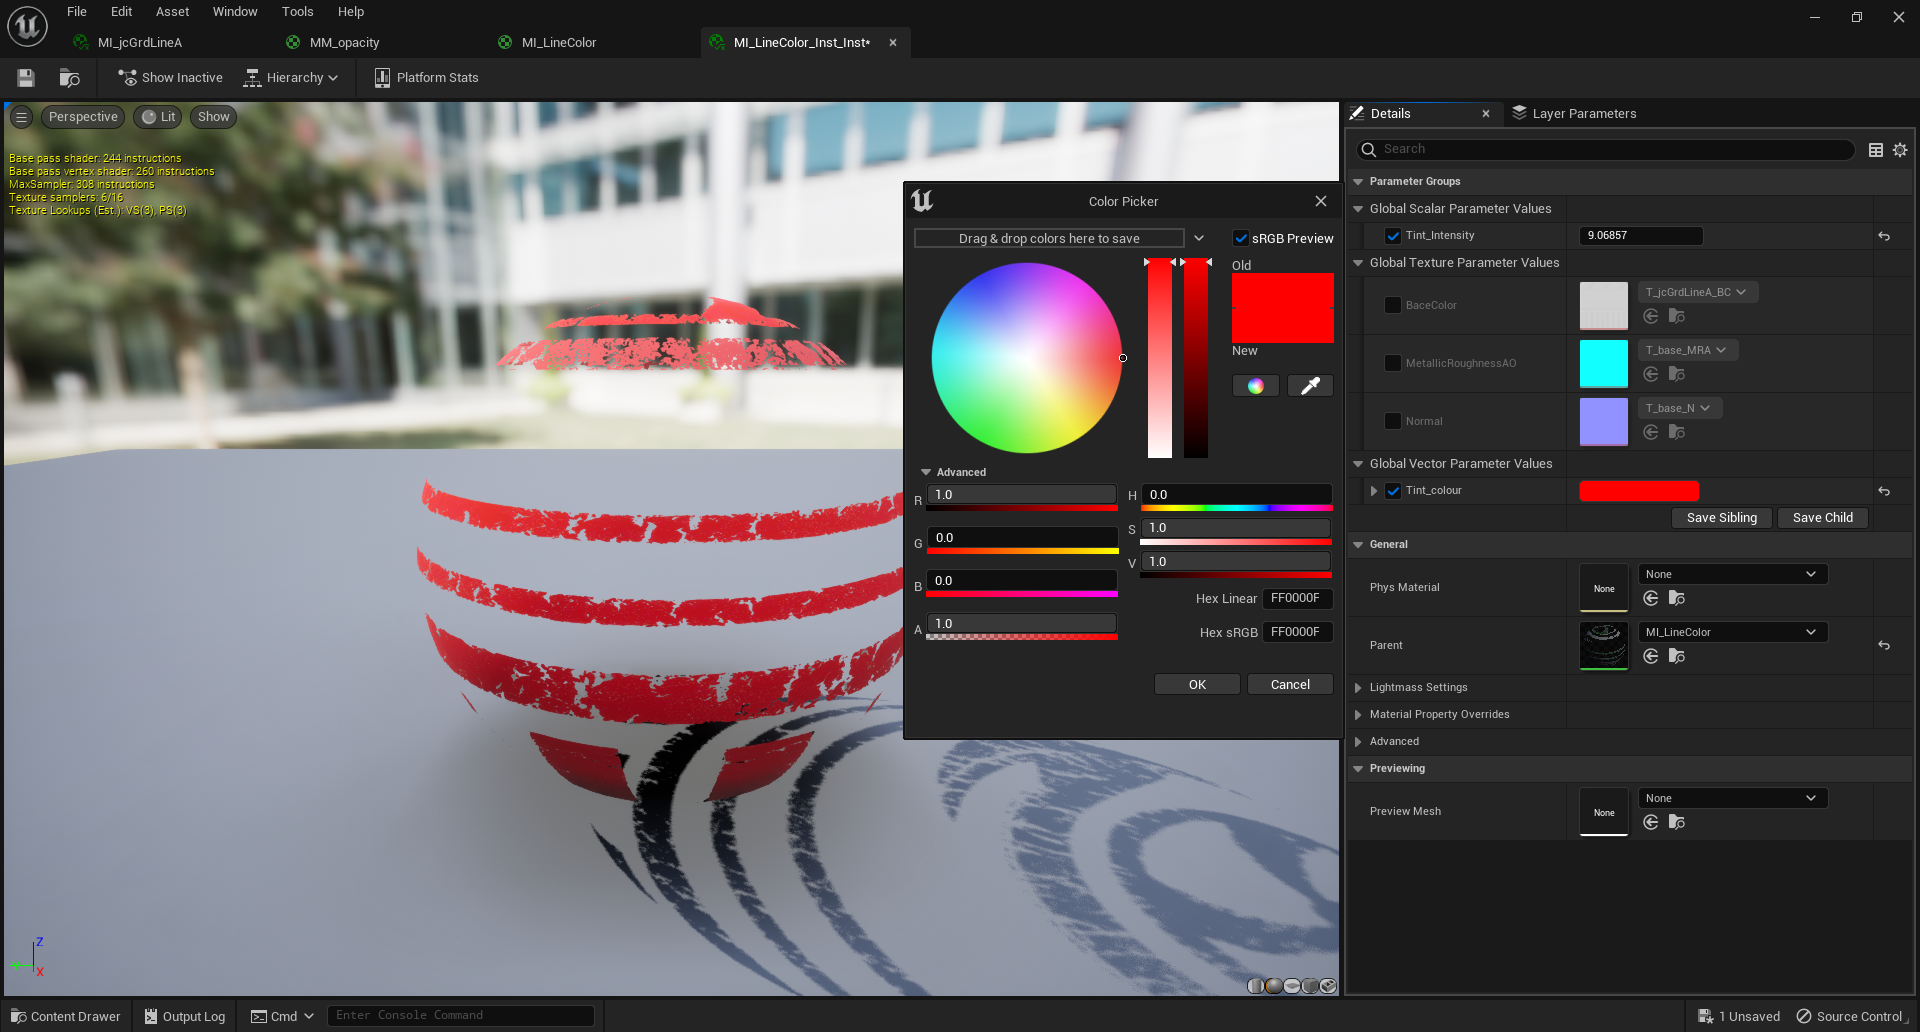 File Edit Asset Window Tools Help
MI_jcGrdLineA MM_opacity MI_LineColor MI_LineColor_Inst_Inst*
Show Inactive Hierarchy Platform Stats
Perspective Lit Show
Base pass shader: 244 instructions
Base pass vertex shader: 260 instructions
MaxSampler: 308 instructions
Texture samplers: 6/16
Texture Lookups (Est.): VS(3), PS(3)
Z
Y
X
Color Picker
Drag & drop colors here to save
sRGB Preview
Old
New
Advanced
R 1.0
G 0.0
B 0.0
A 1.0
H 0.0
S 1.0
V 1.0
Hex Linear FF0000F
Hex sRGB FF0000F
OK Cancel
Details Layer Parameters
Search
Parameter Groups
Global Scalar Parameter Values
Tint_Intensity 9.06857
Global Texture Parameter Values
BaceColor T_jcGrdLineA_BC
MetallicRoughnessAO T_base_MRA
Normal T_base_N
Global Vector Parameter Values
Tint_colour
Save Sibling Save Child
General
Phys Material None None
Parent MI_LineColor
Lightmass Settings
Material Property Overrides
Advanced
Previewing
Preview Mesh None None
Content Drawer Output Log Cmd Enter Console Command 1 Unsaved Source Control